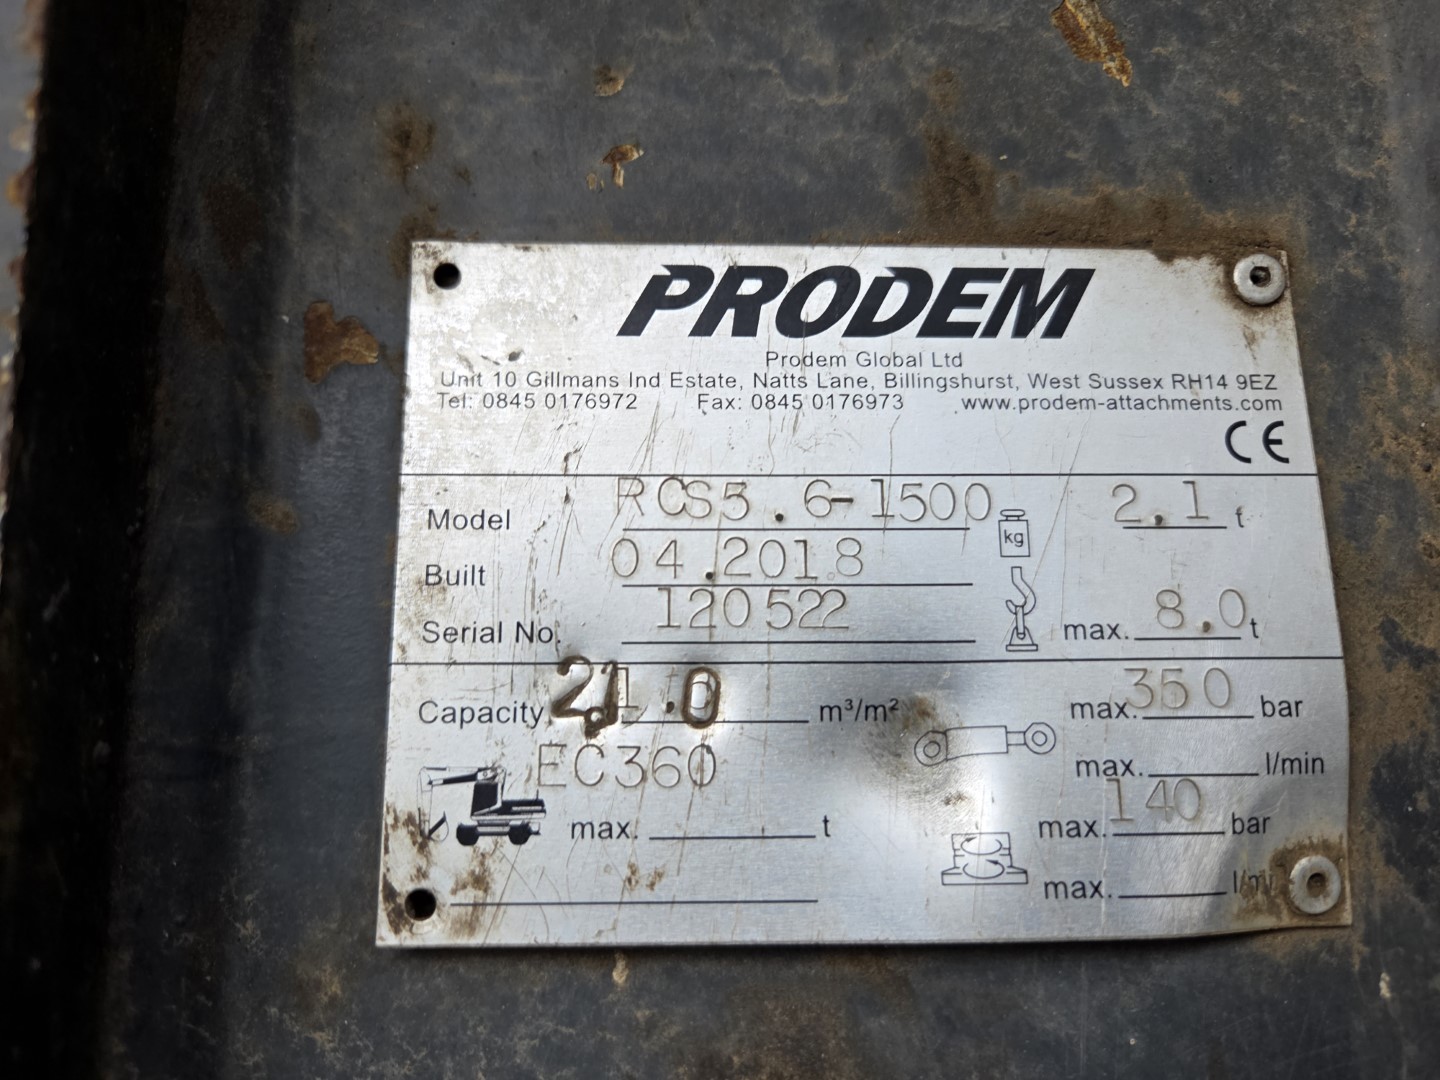 PRODEM
Prodem Global Ltd
Unit 10 Gillmans Ind Estate, Natts Lane, Billingshurst, West Sussex RH14 9EZ
Tel: 0845 0176972 Fax: 0845 0176973 www.prodem-attachments.com
CE
Model RCS5.6-1500 kg 2.1 t
Built 04.2018
Serial No. 120522 max. 8.0 t
Capacity m³/m² max. 350 bar
EC360 max. l/min
max. t max. 140 bar
max. l/min